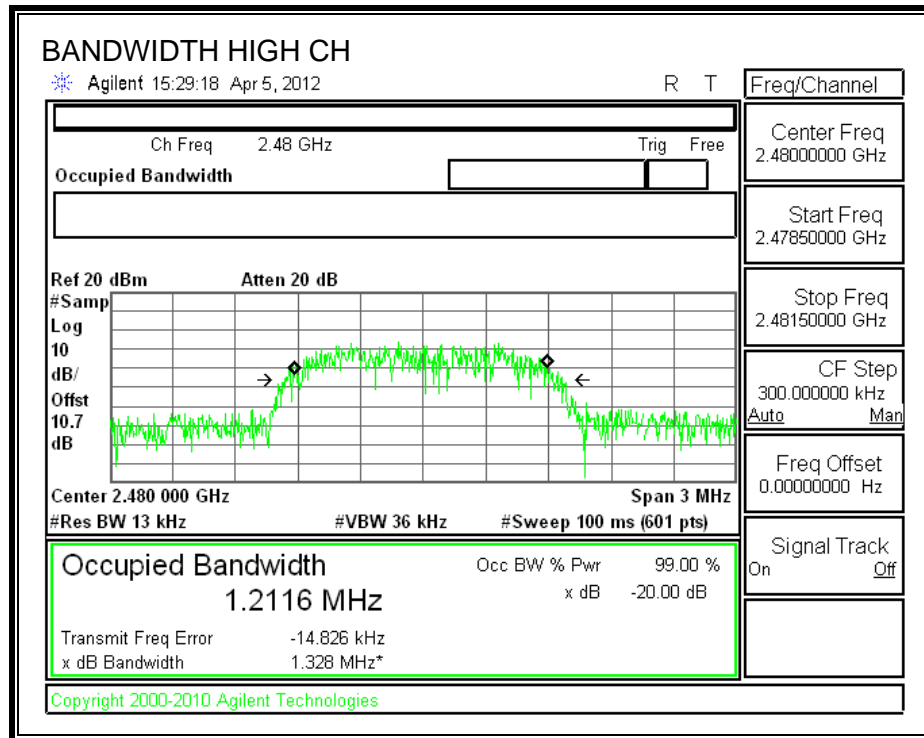 BANDWIDTH HIGH CH
Agilent 15:29:18 Apr 5, 2012 R T
Ch Freq 2.48 GHz Trig Free
Occupied Bandwidth
Ref 20 dBm Atten 20 dB
#Samp
Log
10
dB/
Offst
10.7
dB
Center 2.480 000 GHz Span 3 MHz
#Res BW 13 kHz #VBW 36 kHz #Sweep 100 ms (601 pts)
Occupied Bandwidth Occ BW % Pwr 99.00 %
1.2116 MHz x dB -20.00 dB
Transmit Freq Error -14.826 kHz
x dB Bandwidth 1.328 MHz*
Copyright 2000-2010 Agilent Technologies
Freq/Channel
Center Freq
2.48000000 GHz
Start Freq
2.47850000 GHz
Stop Freq
2.48150000 GHz
CF Step
300.000000 kHz
Auto Man
Freq Offset
0.00000000 Hz
Signal Track
On Off